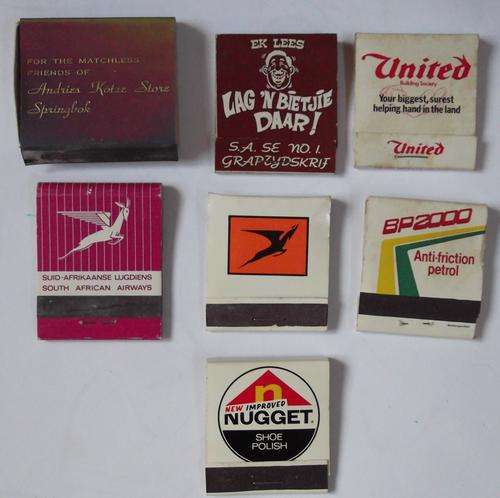 FOR THE MATCHLESS
FRIENDS OF
Andries Kotze Store
Springbok
EK LEES
LAG 'N BIETJIE
DAAR!
S.A. SE NO. 1.
GRAPTYDSKRIF
United
Building Society
Your biggest, surest
helping hand in the land
United
SUID-AFRIKAANSE LUGDIENS
SOUTH AFRICAN AIRWAYS
BP2000
Anti-friction
petrol
n
NEW IMPROVED
NUGGET
SHOE
POLISH